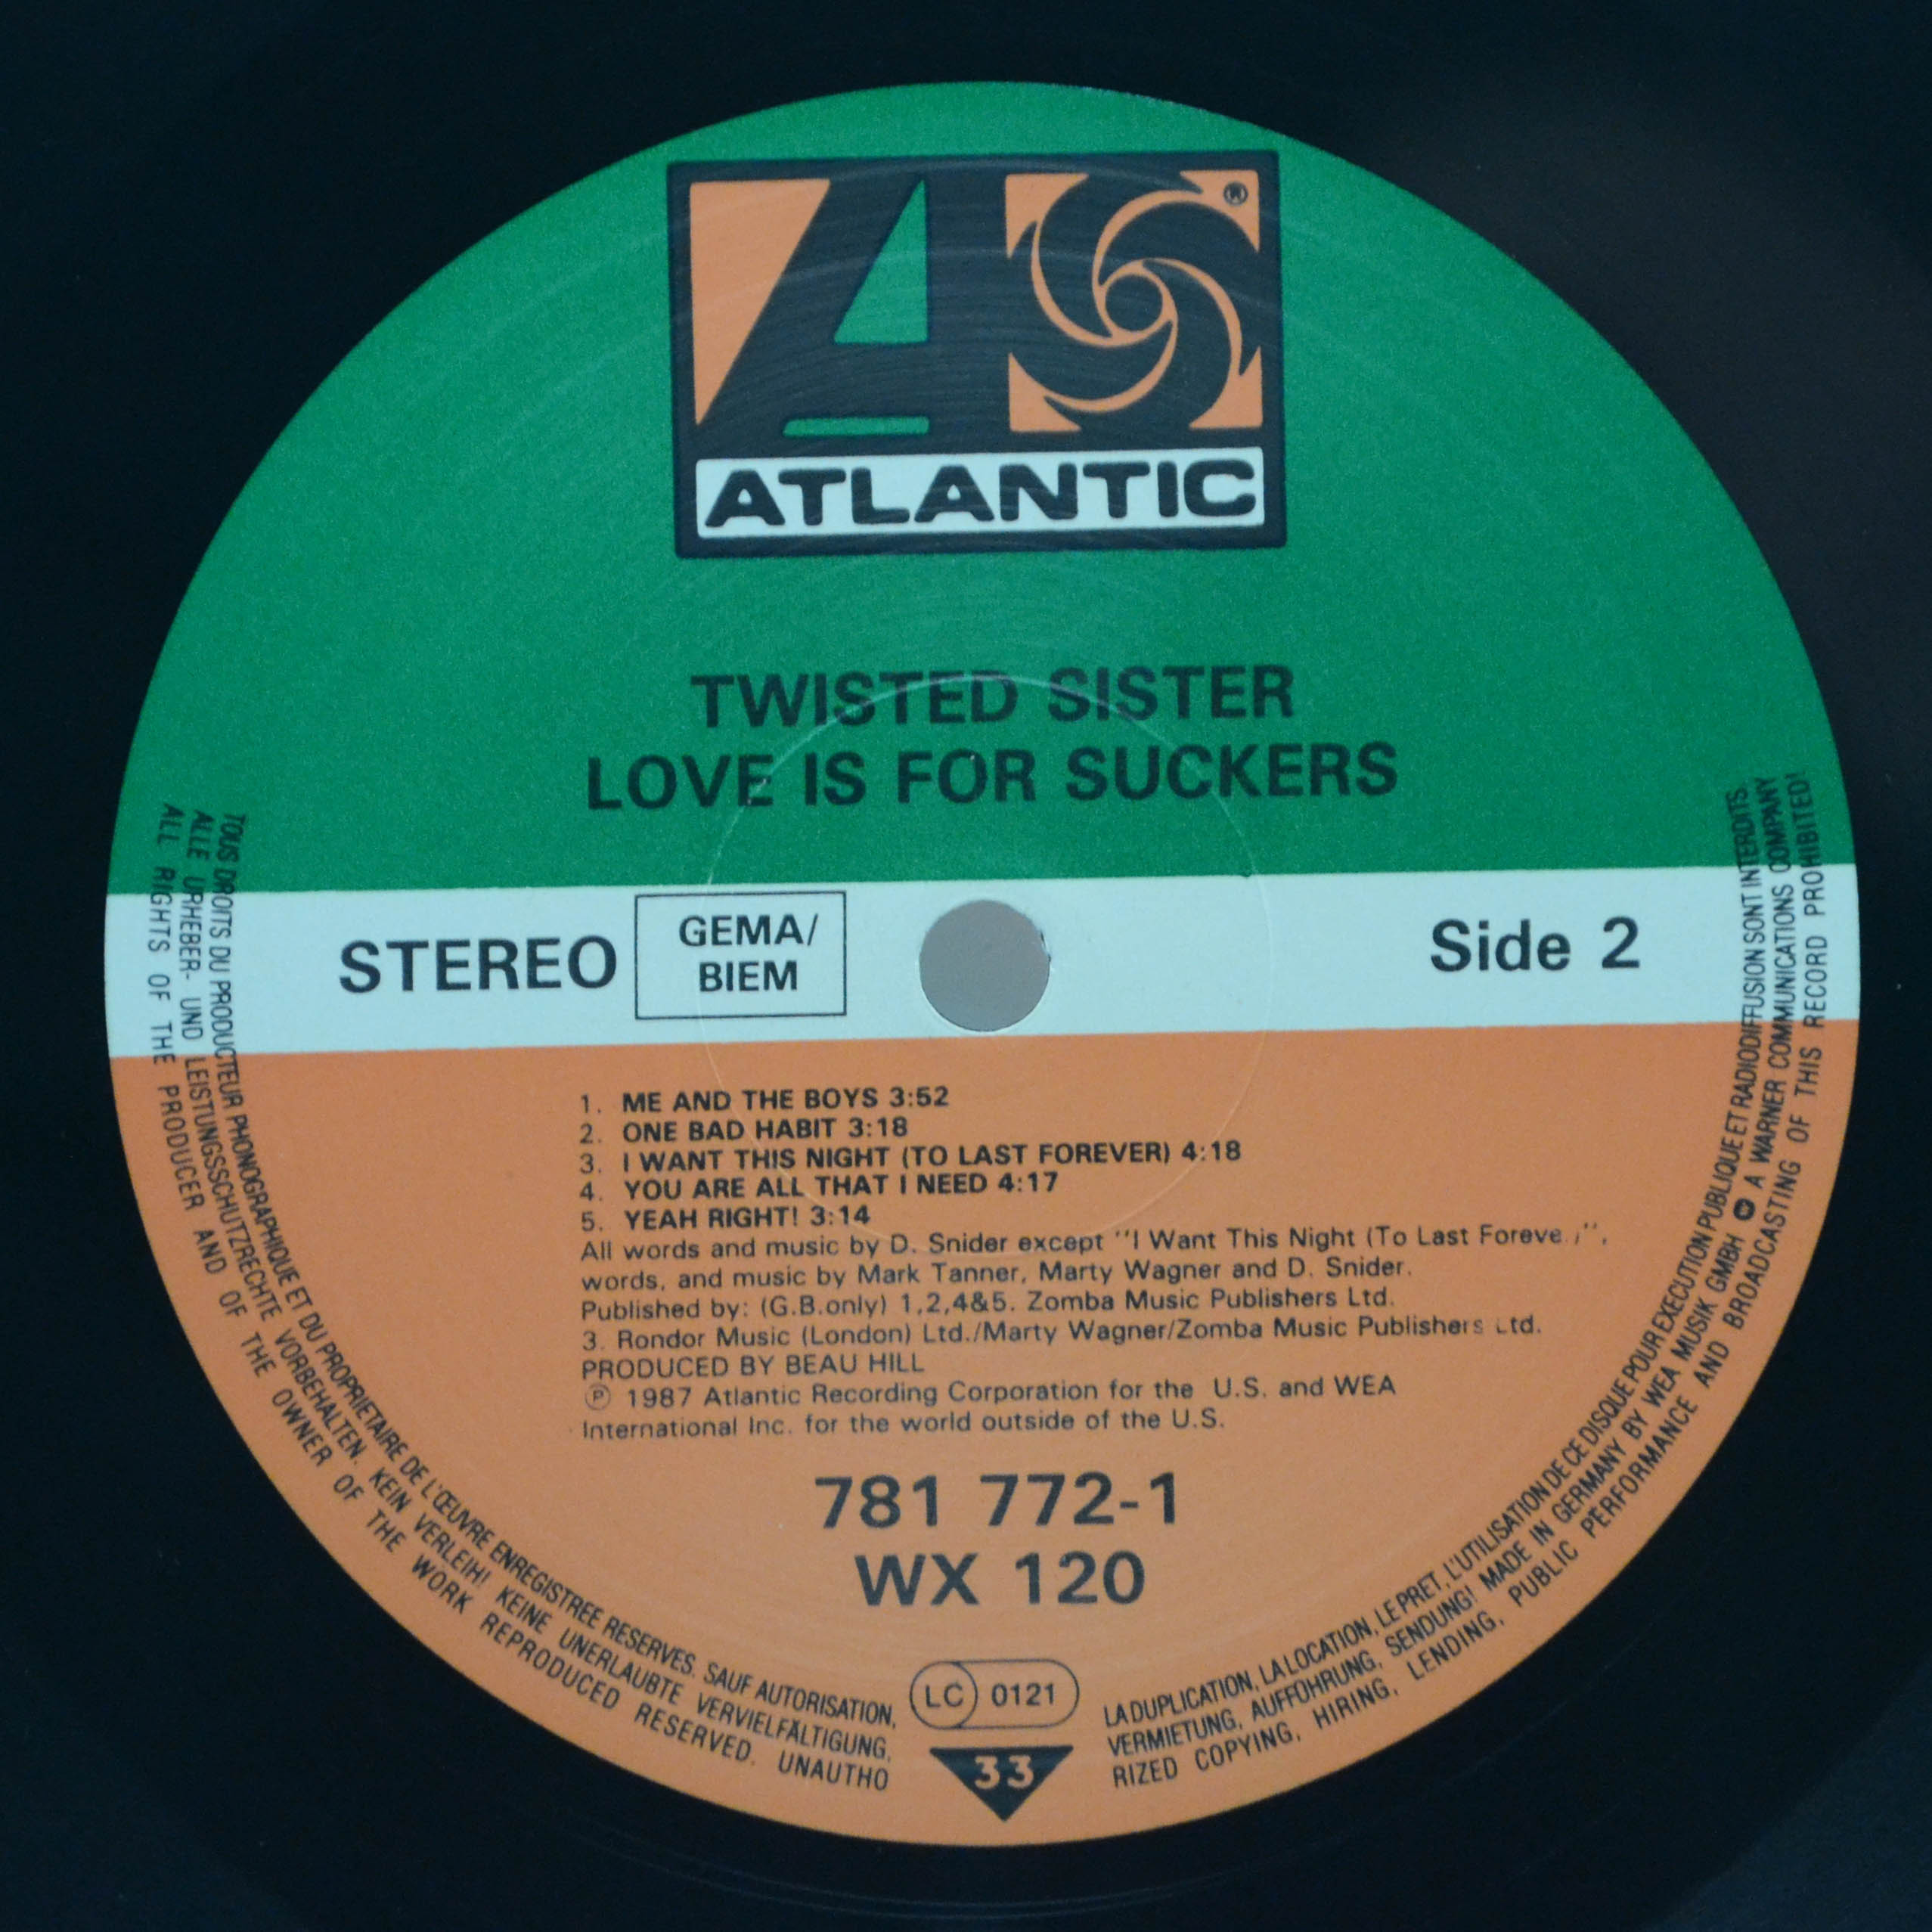 ®
ATLANTIC
TWISTED SISTER
LOVE IS FOR SUCKERS
STEREO
GEMA/
BIEM
Side 2
1. ME AND THE BOYS 3:52
2. ONE BAD HABIT 3:18
3. I WANT THIS NIGHT (TO LAST FOREVER) 4:18
4. YOU ARE ALL THAT I NEED 4:17
5. YEAH RIGHT! 3:14
All words and music by D. Snider except "I Want This Night (To Last
words, and music by Mark Tanner, Marty Wagner and D. Snider.
Published by: (G.B.only) 1,2,4&5. Zomba Music Publishers Ltd.
3. Rondor Music (London) Ltd./Marty Wagner/Zomba Music Publishers Ltd.
PRODUCED BY BEAU HILL
℗ 1987 Atlantic Recording Corporation for the U.S. and WEA
International Inc. for the world outside of the U.S.
781 772-1
WX 120
LC 0121
33
TOUS DROITS DU PRODUCTEUR PHONOGRAPHIQUE ET DU PROPRIETAIRE DE L'ŒUVRE ENREGISTREE RESERVES. SAUF AUTORISATION, LA DUPLICATION, LA LOCATION, LE PRET, L'UTILISATION DE CE DISQUE POUR EXECUTION PUBLIQUE ET RADIODIFFUSION SONT INTERDITS.
ALLE URHEBER- UND LEISTUNGSSCHUTZRECHTE VORBEHALTEN. KEIN VERLEIH! KEINE UNERLAUBTE VERVIELFÄLTIGUNG, VERMIETUNG, AUFFÜHRUNG, SENDUNG! MADE IN GERMANY BY WEA MUSIK GMBH A WARNER COMMUNICATIONS COMPANY
ALL RIGHTS OF THE PRODUCER AND OF THE OWNER OF THE WORK REPRODUCED RESERVED. UNAUTHORIZED COPYING, HIRING, LENDING, PUBLIC PERFORMANCE AND BROADCASTING OF THIS RECORD PROHIBITED!